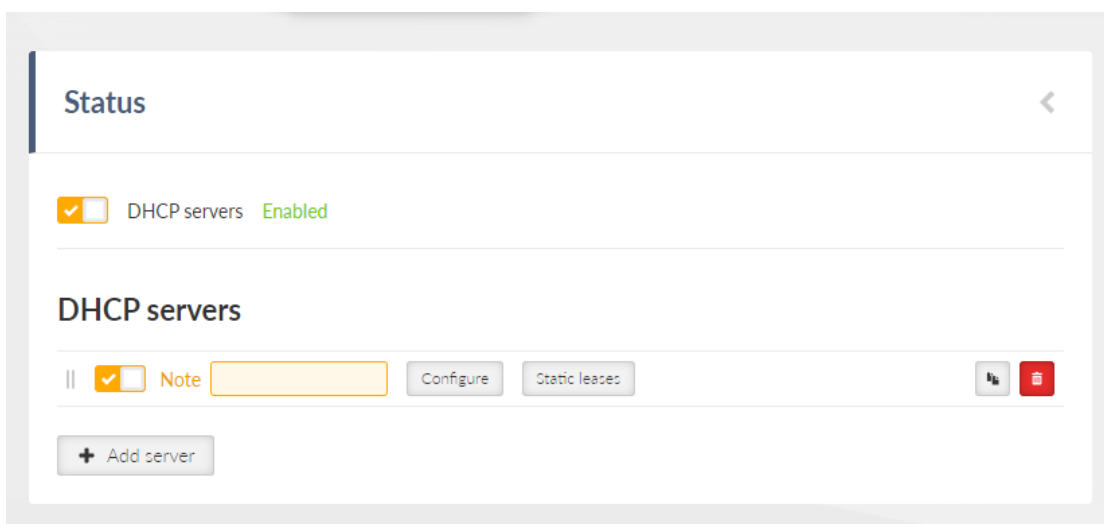 Status
DHCP servers Enabled
DHCP servers
Note Configure Static leases
Add server